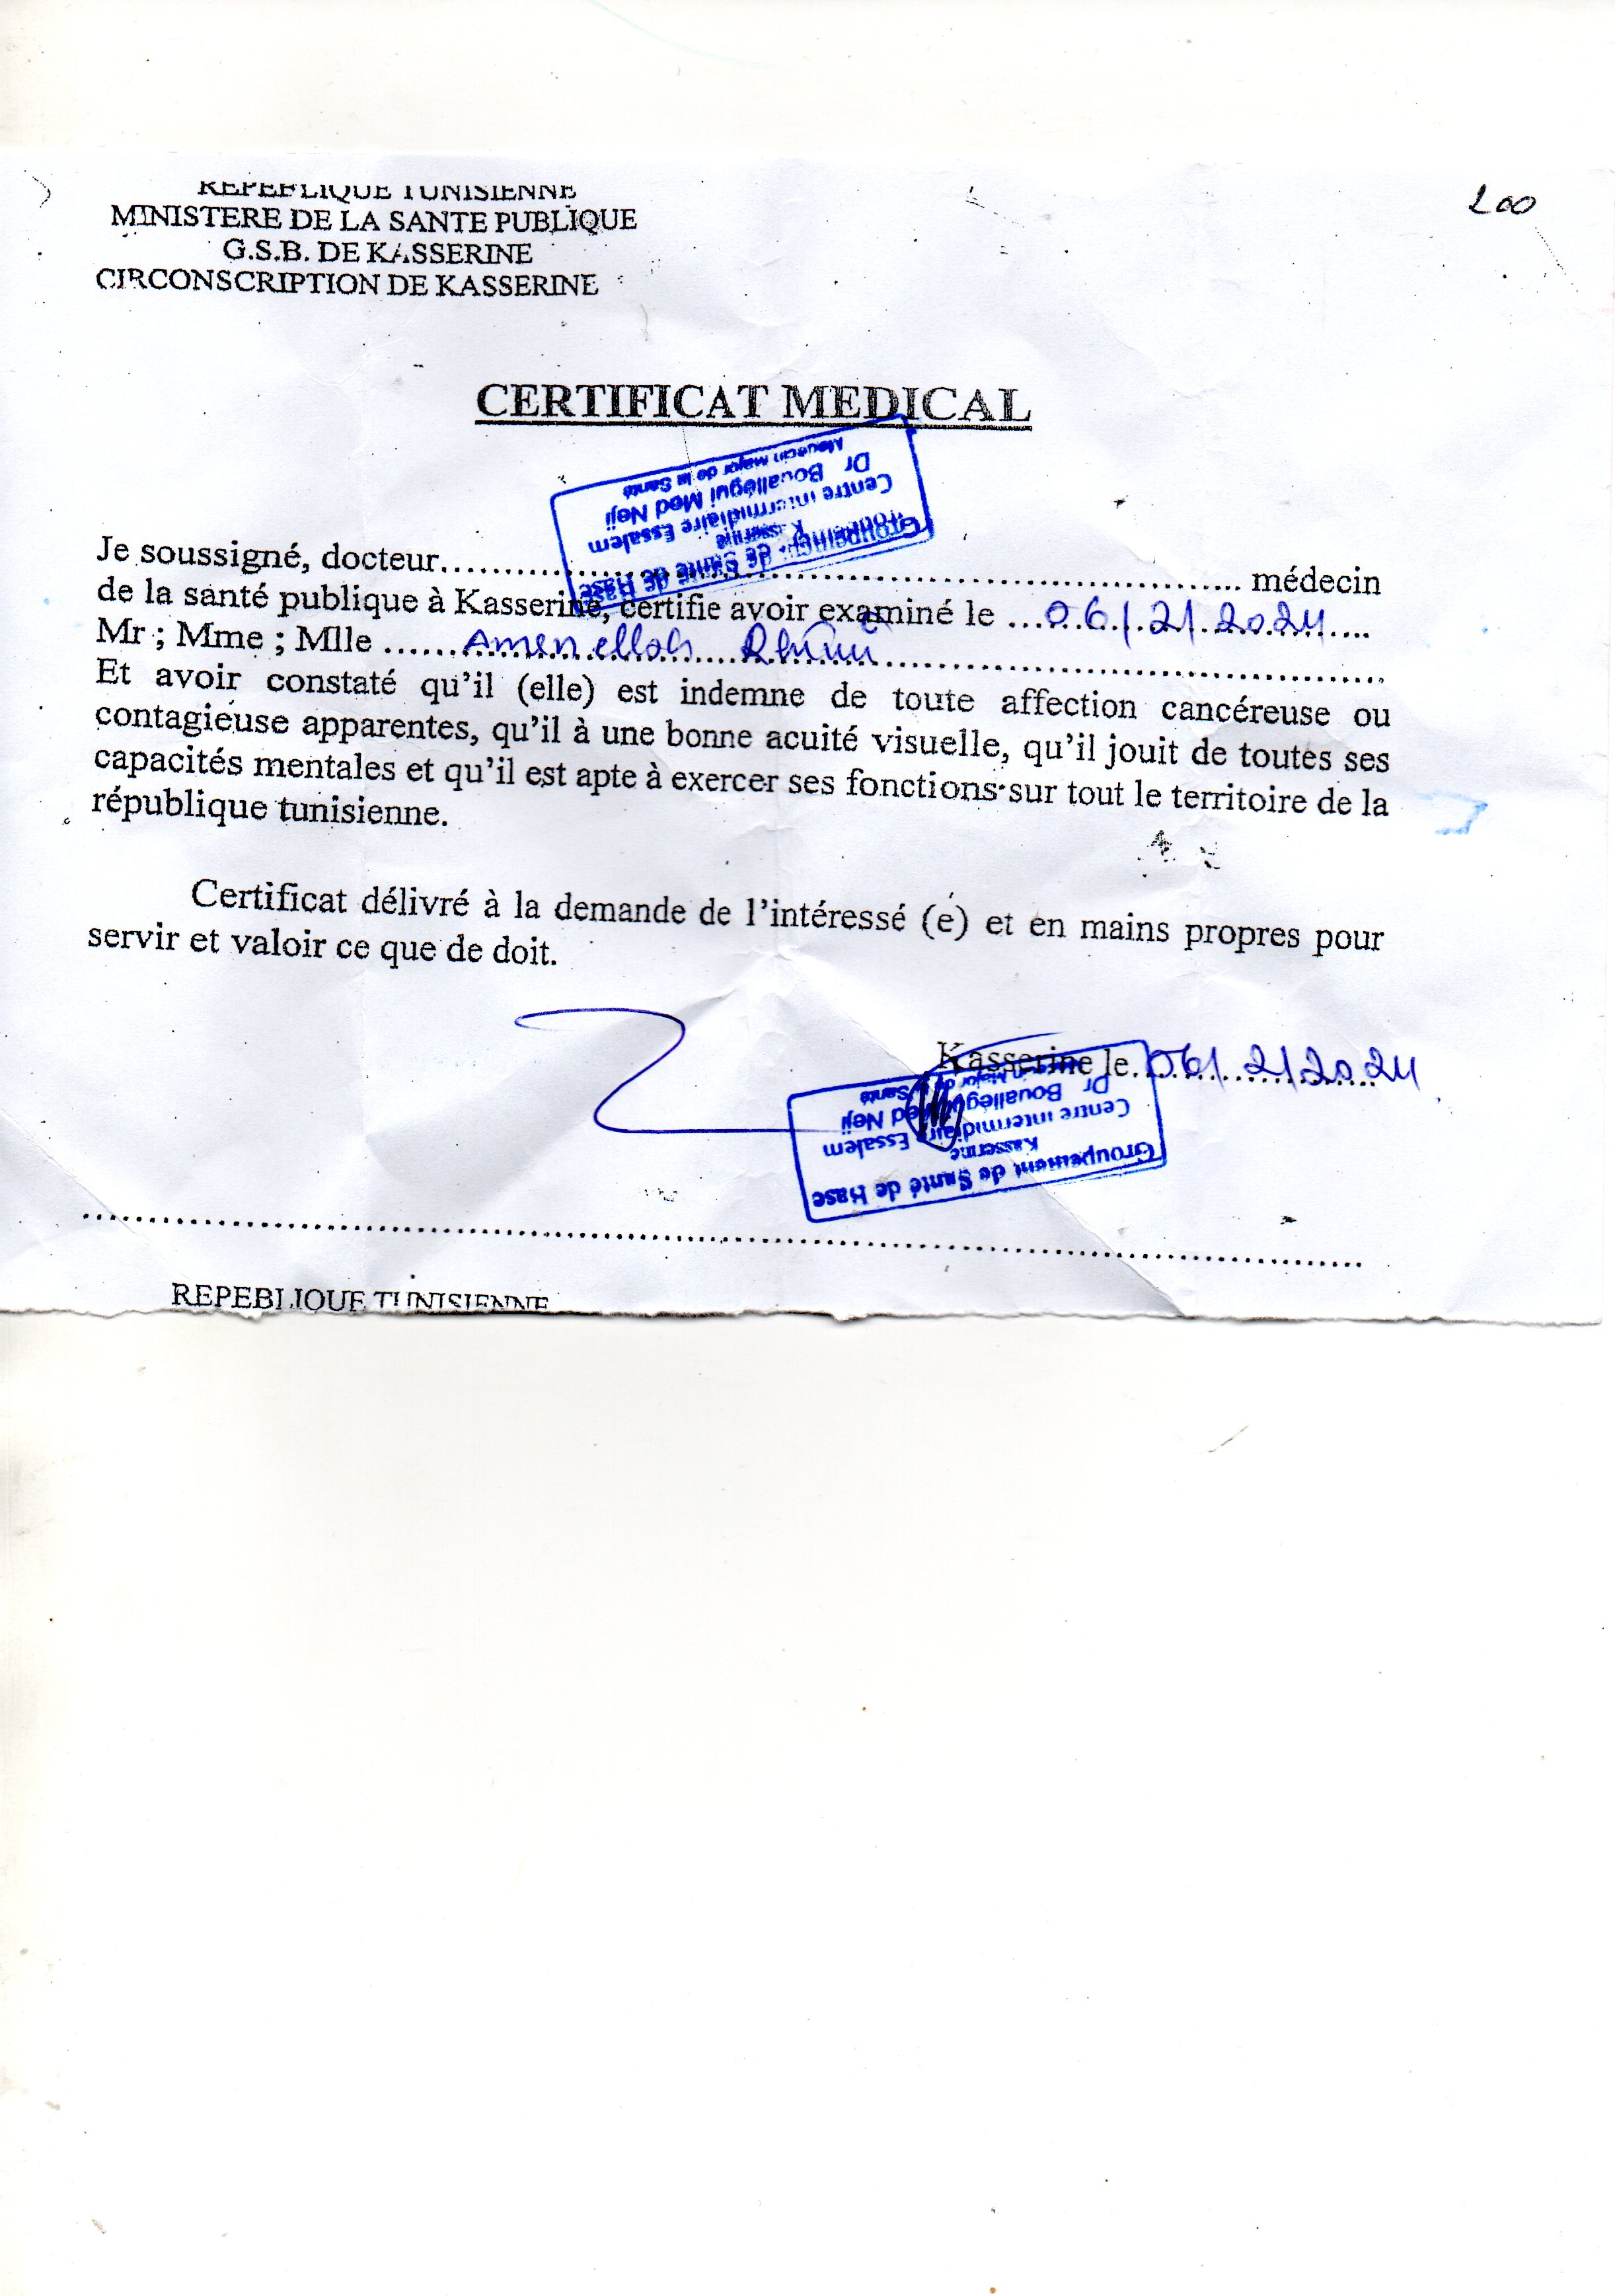 REPEPLIQUE TUNISIENNE
MINISTERE DE LA SANTE PUBLIQUE
G.S.B. DE KASSERINE
CIRCONSCRIPTION DE KASSERINE
200
CERTIFICAT MEDICAL
Groupement de Santé de Base
Kasserine
Centre intermidiaire Essalem
Dr Bouallégui Med Neji
Medecin Major de la Santé
Je soussigné, docteur.................................................. médecin
de la santé publique à Kasserine, certifie avoir examiné le ...06/2/2024...
Mr ; Mme ; Mlle ......Amen ellah ..................
Et avoir constaté qu'il (elle) est indemne de toute affection cancéreuse ou
contagieuse apparentes, qu'il à une bonne acuité visuelle, qu'il jouit de toutes ses
capacités mentales et qu'il est apte à exercer ses fonctions sur tout le territoire de la
république tunisienne.
Certificat délivré à la demande de l'intéressé (e) et en mains propres pour
servir et valoir ce que de doit.
Kasserine le 06/2/2024
Groupement de Santé de Base
Kasserine
Centre intermidiaire Essalem
Dr Bouallégui Med Neji
Medecin Major de la Santé
REPEBLIQUE TUNISIENNE